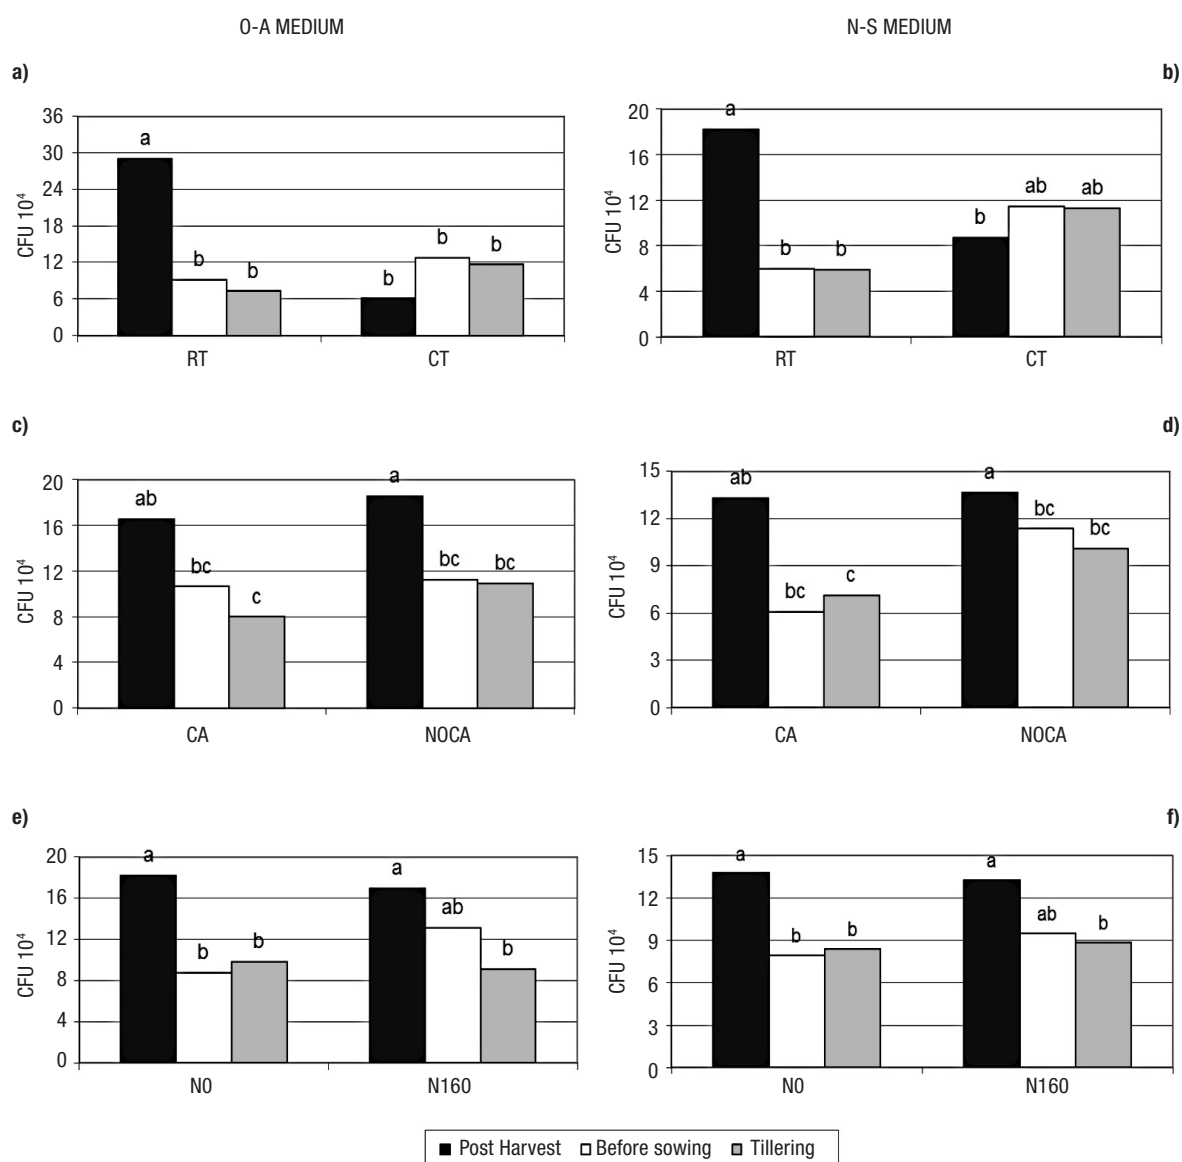 O-A MEDIUM N-S MEDIUM
a) b)
36
30
24
18
12
6
0
CFU 10⁴
a b b b b b
RT CT
20
16
12
8
4
0
CFU 10⁴
a b b b ab ab
RT CT
c) d)
20
16
12
8
4
0
CFU 10⁴
ab bc c a bc bc
CA NOCA
15
12
9
6
3
0
CFU 10⁴
ab bc c a bc bc
CA NOCA
e) f)
20
16
12
8
4
0
CFU 10⁴
a b b a ab b
N0 N160
15
12
9
6
3
0
CFU 10⁴
a b b a ab b
N0 N160
Post Harvest Before sowing Tillering